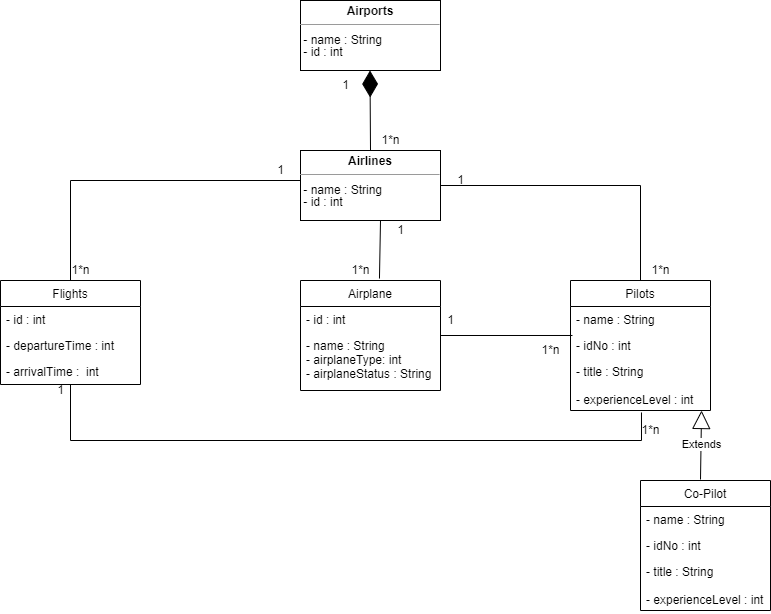 Airports
- name : String
- id : int
1
1*n
Airlines
- name : String
- id : int
1
1
1
1*n
1*n
1*n
Flights
- id : int
- departureTime : int
- arrivalTime :  int
Airplane
- id : int
- name : String
- airplaneType: int
- airplaneStatus : String
1
1*n
Pilots
- name : String
- idNo : int
- title : String
- experienceLevel : int
1
1*n
Extends
Co-Pilot
- name : String
- idNo : int
- title : String
- experienceLevel : int